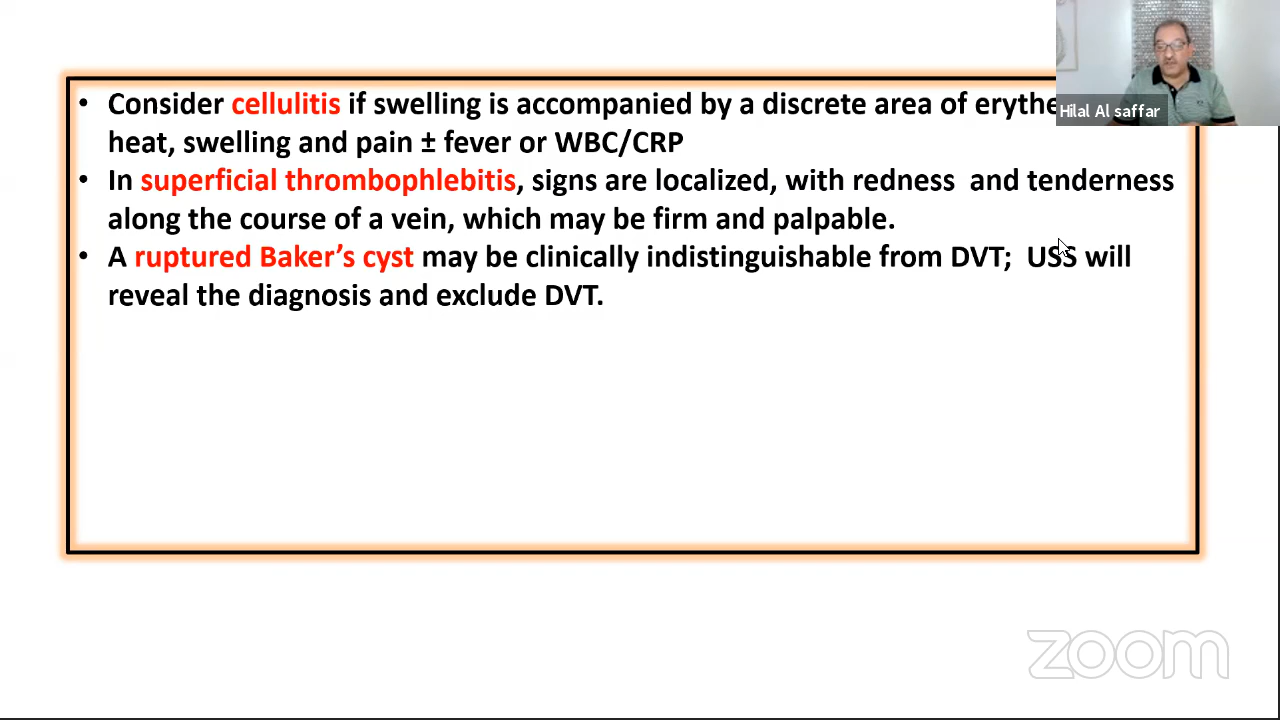 • Consider cellulitis if swelling is accompanied by a discrete area of
heat, swelling and pain ± fever or WBC/CRP
• In superficial thrombophlebitis, signs are localized, with redness and tenderness
along the course of a vein, which may be firm and palpable.
• A ruptured Baker’s cyst may be clinically indistinguishable from DVT; USS will
reveal the diagnosis and exclude DVT.
Hilal Al saffar
zoom